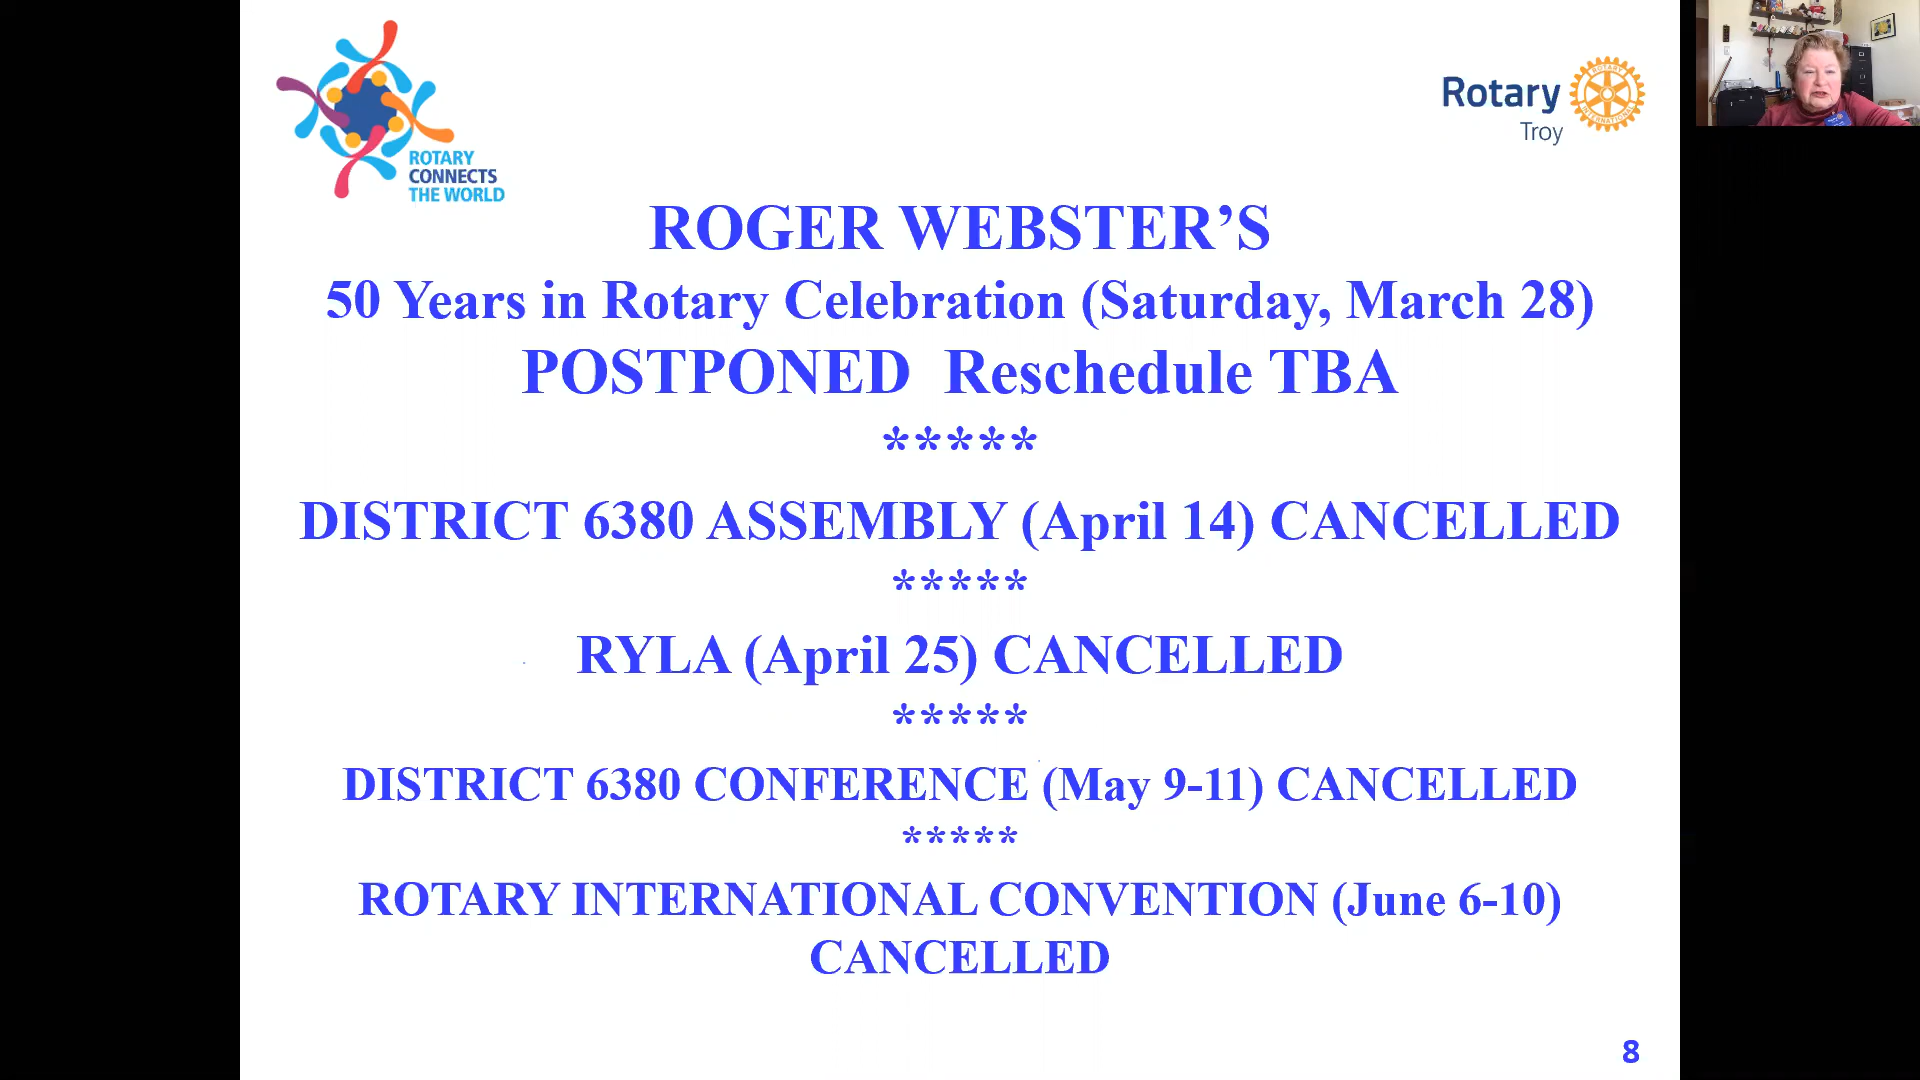 ROTARY
CONNECTS
THE WORLD
Rotary
Troy
ROTARY
INTERNATIONAL
ROGER WEBSTER’S
50 Years in Rotary Celebration (Saturday, March 28)
POSTPONED  Reschedule TBA
*****
DISTRICT 6380 ASSEMBLY (April 14) CANCELLED
*****
RYLA (April 25) CANCELLED
*****
DISTRICT 6380 CONFERENCE (May 9-11) CANCELLED
*****
ROTARY INTERNATIONAL CONVENTION (June 6-10)
CANCELLED
8